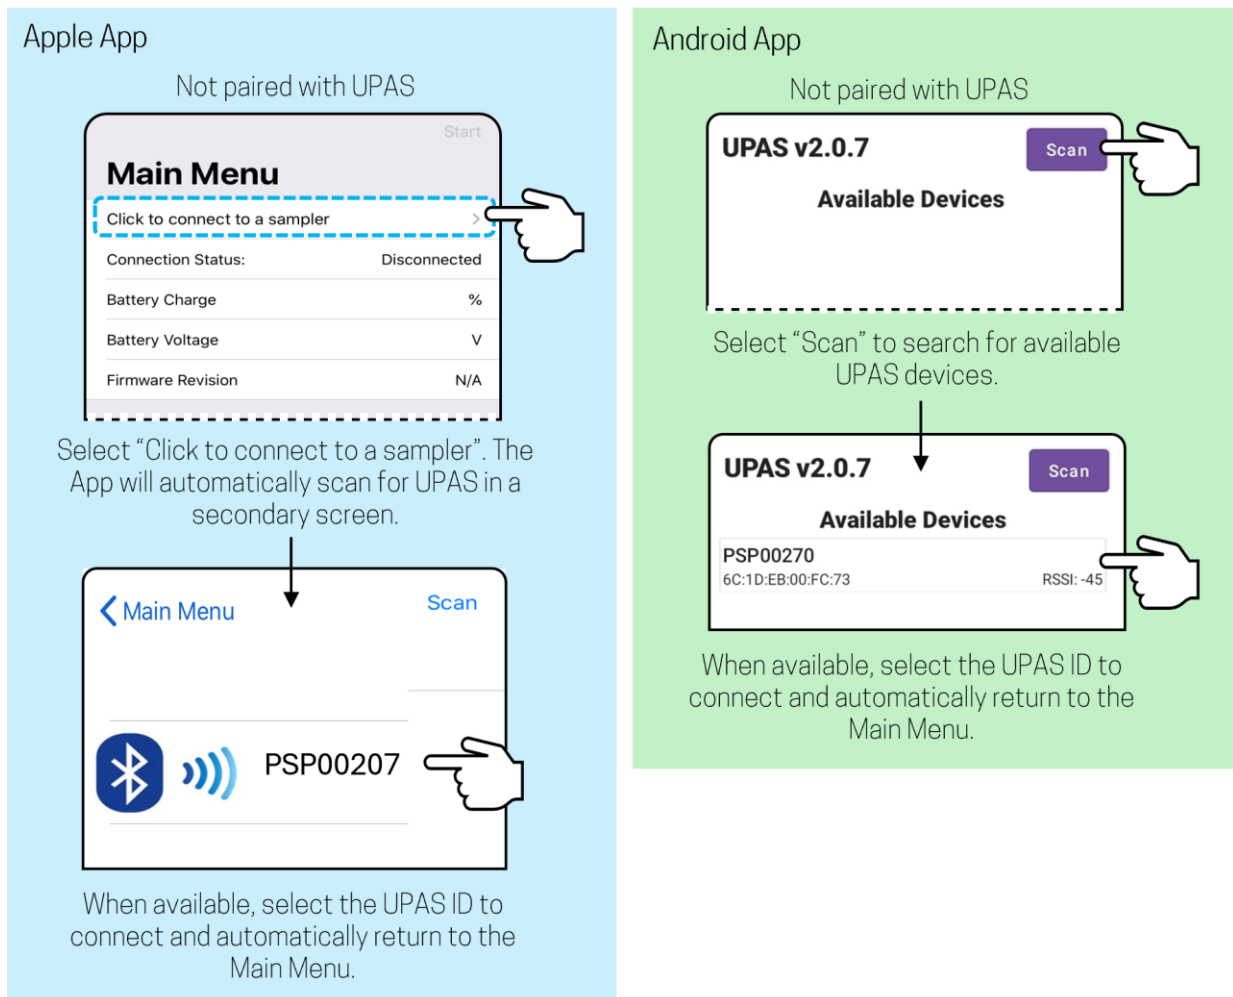 Apple App
Not paired with UPAS
Start
Main Menu
Click to connect to a sampler >
Connection Status: Disconnected
Battery Charge %
Battery Voltage V
Firmware Revision N/A
Select “Click to connect to a sampler”. The
App will automatically scan for UPAS in a
secondary screen.
Main Menu Scan
PSP00207
When available, select the UPAS ID to
connect and automatically return to the
Main Menu.
Android App
Not paired with UPAS
UPAS v2.0.7 Scan
Available Devices
Select “Scan” to search for available
UPAS devices.
UPAS v2.0.7 Scan
Available Devices
PSP00270
6C:1D:EB:00:FC:73 RSSI: -45
When available, select the UPAS ID to
connect and automatically return to the
Main Menu.